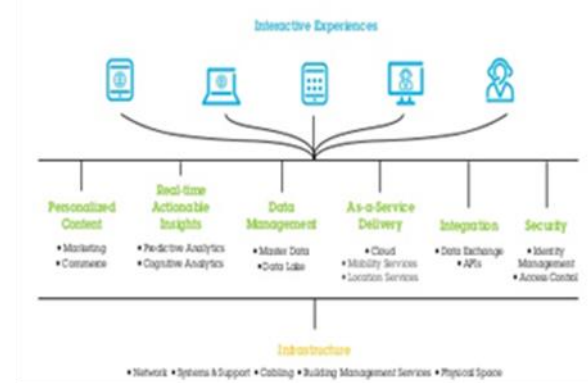 Interactive Experiences
Personalized
Content
• Marketing
• Commerce
Real-time
Actionable
Insights
• Predictive Analytics
• Cognitive Analytics
Data
Management
• Master Data
• Data Lake
As-a-Service
Delivery
• Cloud
• Mobility Services
• Location Services
Integration
• Data Exchange
• APIs
Security
• Identity
Management
• Access Control
Infrastructure
• Network • Systems & Support • Cabling • Building Management Services • Physical Space